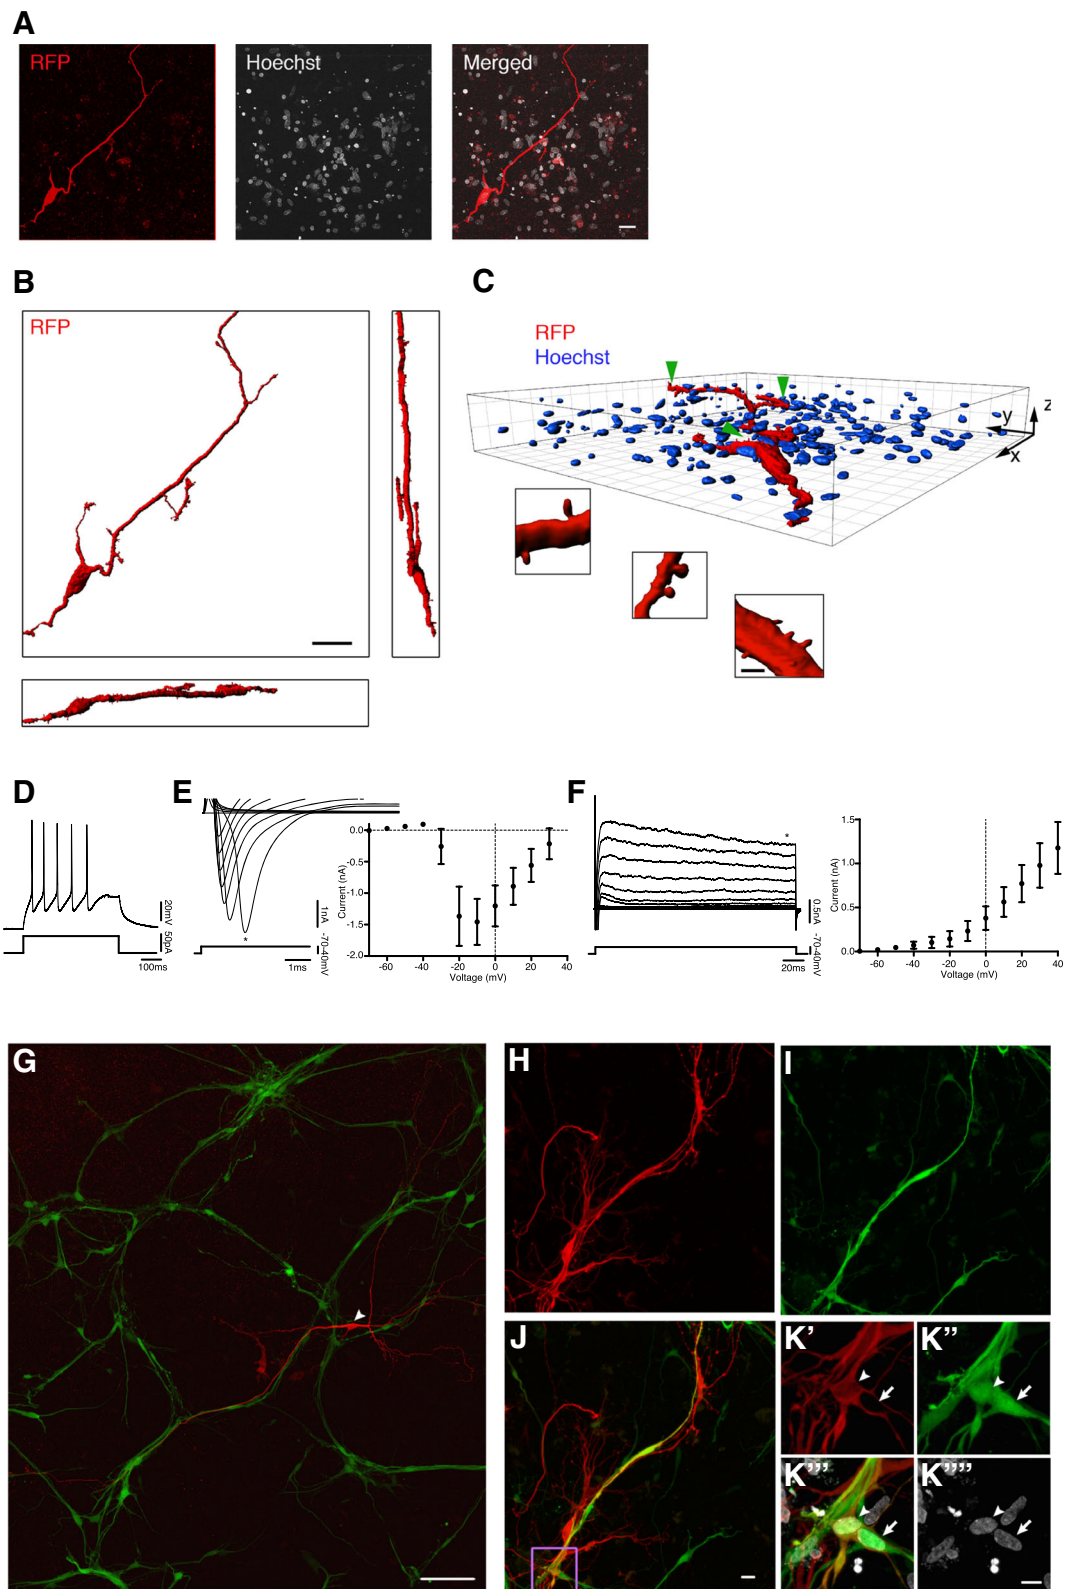 A
RFP
Hoechst
Merged
B
RFP
C
RFP
Hoechst
z
y
x
D
20mV
50pA
100ms
E
1nA
-70-40mV
*
1ms
Current (nA)
0.0
-0.5
-1.0
-1.5
-2.0
-60
-40
-20
0
20
40
Voltage (mV)
F
*
0.5nA
-70-40mV
20ms
Current (nA)
1.5
1.0
0.5
0.0
-60
-40
-20
0
20
40
Voltage (mV)
G
H
I
J
K’
K’’
K’’’
K’’’’